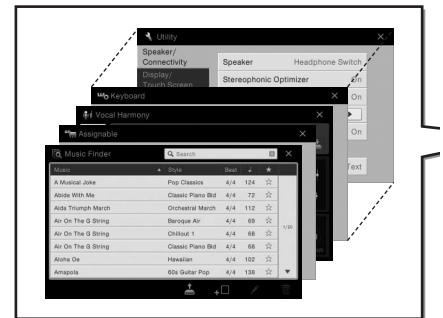 Utility
Speaker/
Connectivity
Display/
Touch Screen
Speaker Headphone Switch
Stereophonic Optimizer On
On
On
Text
Keyboard
Vocal Harmony
Assignable
Music Finder
Search
Music Style Beat
A Musical Joke Pop Classics 4/4 124
Abide With Me Classic Piano Bld 4/4 72
Aida Triumph March Orchestral March 4/4 112
Air On The G String Baroque Air 4/4 69
Air On The G String Chillout 1 4/4 68
Air On The G String Classic Piano Bld 4/4 66
Aloha Oe Hawaiian 4/4 102
Amapola 60s Guitar Pop 4/4 138